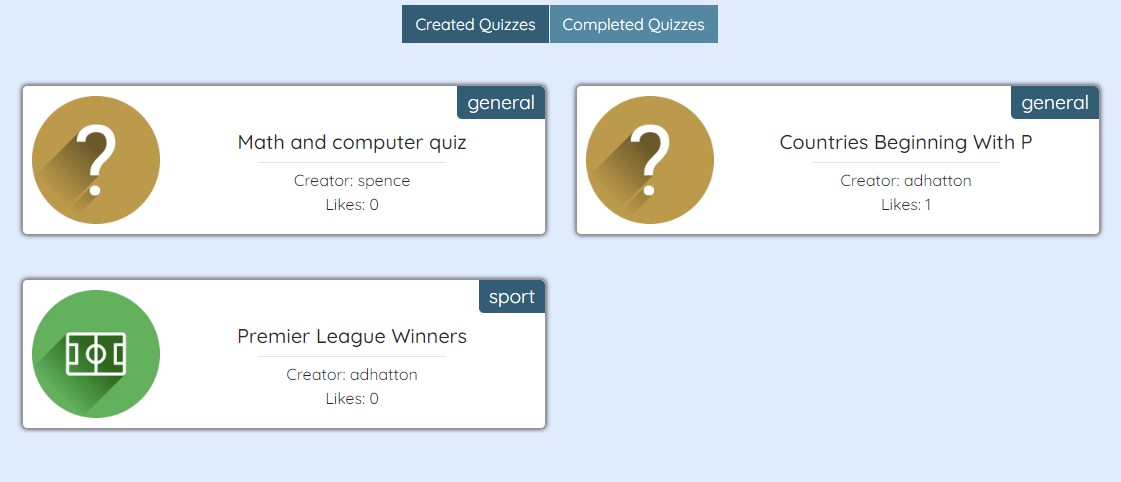 Created Quizzes
Completed Quizzes
general
Math and computer quiz
Creator: spence
Likes: 0
general
Countries Beginning With P
Creator: adhatton
Likes: 1
sport
Premier League Winners
Creator: adhatton
Likes: 0